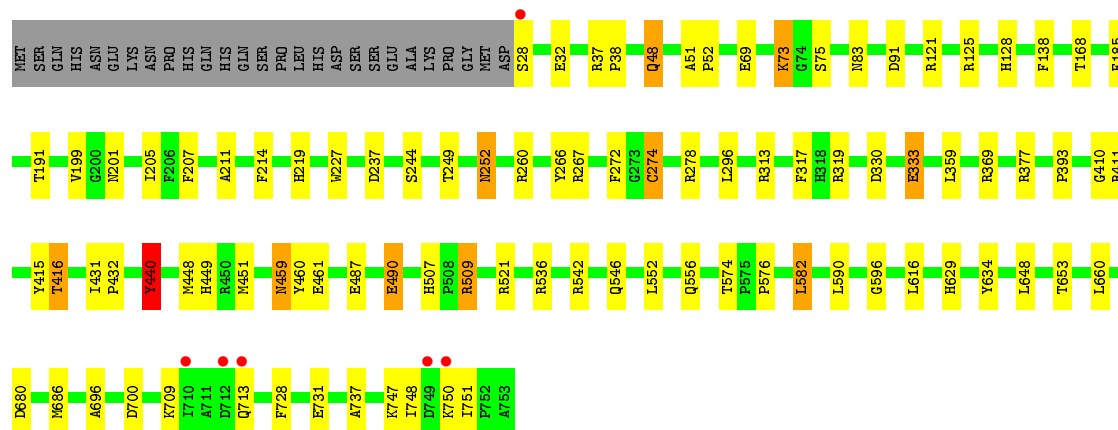 MET SER GLN HIS ASN GLU LYS ASN PRO HIS GLN HIS GLN SER PRO LEU HIS ASP SER SER GLU ALA LYS PRO GLY MET ASP S28 E32 R37 P38 Q48 A51 P52 E69 K73 G74 S75 N83 D91 R121 R125 H128 F138 T168
T191 V199 G200 N201 I205 F206 F207 A211 F214 H219 W227 D237 S244 T249 N252 R260 Y266 R267 F272 G273 C274 R278 L296 R313 F317 H318 R319 D330 E333 L359 R369 R377 P393 G410 R411
Y415 T416 I431 P432 Y440 M448 H449 R450 M451 N459 Y460 E461 E487 E490 H507 P508 R509 R521 R536 R542 Q546 L552 Q556 T574 P575 P576 L582 L590 G596 L616 H629 Y634 L648 T653 L660
D680 M686 A696 D700 K709 I710 A711 D712 Q713 F728 E731 A737 K747 I748 D749 K750 I751 P752 A753